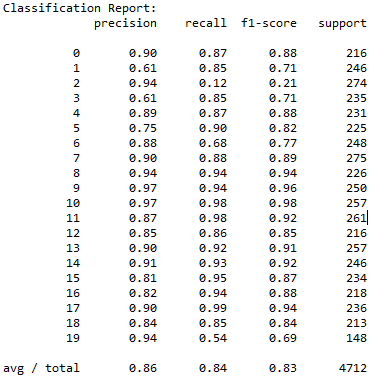 Classification Report:
precision recall f1-score support
0 0.90 0.87 0.88 216
1 0.61 0.85 0.71 246
2 0.94 0.12 0.21 274
3 0.61 0.85 0.71 235
4 0.89 0.87 0.88 231
5 0.75 0.90 0.82 225
6 0.88 0.68 0.77 248
7 0.90 0.88 0.89 275
8 0.94 0.94 0.94 226
9 0.97 0.94 0.96 250
10 0.97 0.98 0.98 257
11 0.87 0.98 0.92 261
12 0.85 0.86 0.85 216
13 0.90 0.92 0.91 257
14 0.91 0.93 0.92 246
15 0.81 0.95 0.87 234
16 0.82 0.94 0.88 218
17 0.90 0.99 0.94 236
18 0.84 0.85 0.84 213
19 0.94 0.54 0.69 148
avg / total 0.86 0.84 0.83 4712